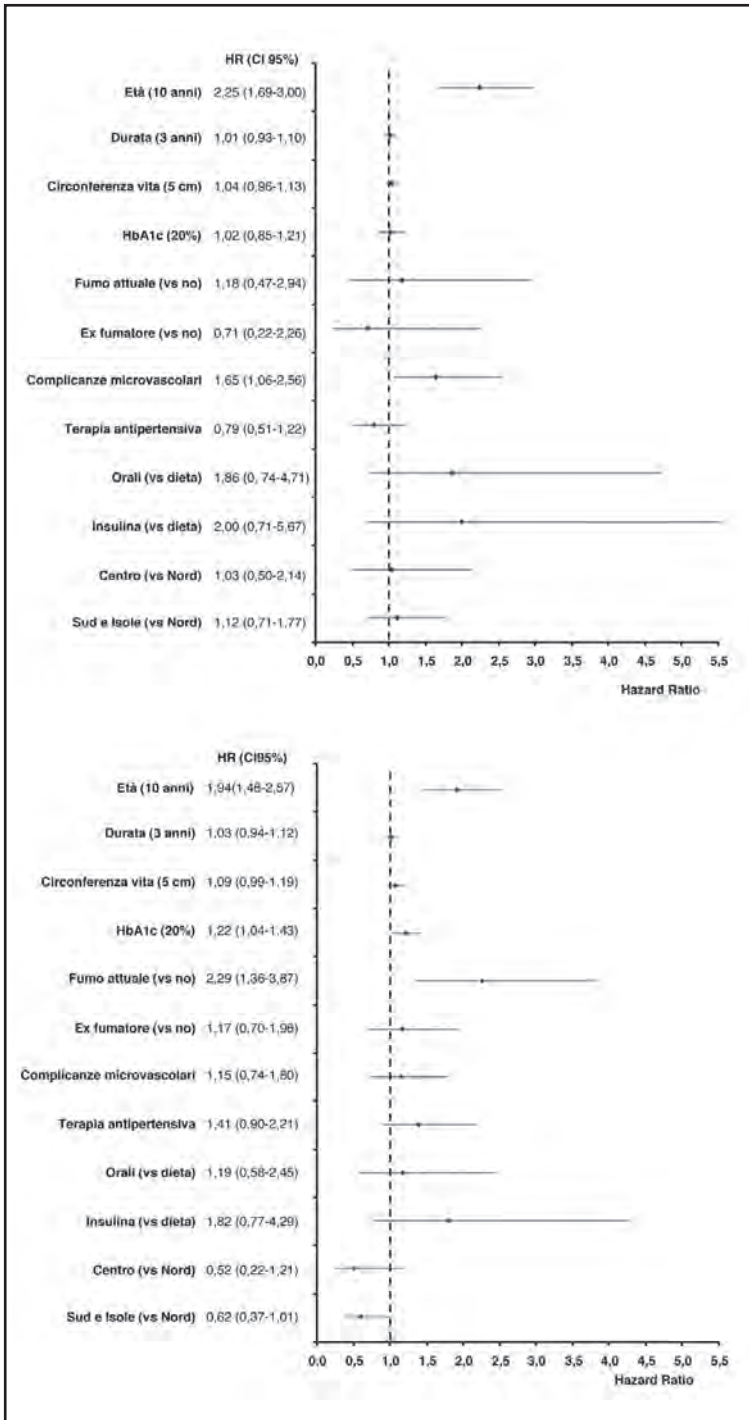 HR (CI 95%)
Età (10 anni) 2,25 (1,69-3,00)
Durata (3 anni) 1,01 (0,93-1,10)
Circonferenza vita (5 cm) 1,04 (0,96-1,13)
HbA1c (20%) 1,02 (0,85-1,21)
Fumo attuale (vs no) 1,18 (0,47-2,94)
Ex fumatore (vs no) 0,71 (0,22-2,26)
Complicanze microvascolari 1,65 (1,06-2,56)
Terapia antipertensiva 0,79 (0,51-1,22)
Orali (vs dieta) 1,86 (0, 74-4,71)
Insulina (vs dieta) 2,00 (0,71-5,67)
Centro (vs Nord) 1,03 (0,50-2,14)
Sud e Isole (vs Nord) 1,12 (0,71-1,77)
0,0 0,5 1,0 1,5 2,0 2,5 3,0 3,5 4,0 4,5 5,0 5,5
Hazard Ratio
HR (CI95%)
Età (10 anni) 1,94(1,46-2,57)
Durata (3 anni) 1,03 (0,94-1,12)
Circonferenza vita (5 cm) 1,09 (0,99-1,19)
HbA1c (20%) 1,22 (1,04-1,43)
Fumo attuale (vs no) 2,29 (1,36-3,87)
Ex fumatore (vs no) 1,17 (0,70-1,96)
Complicanze microvascolari 1,15 (0,74-1,80)
Terapia antipertensiva 1,41 (0,90-2,21)
Orali (vs dieta) 1,19 (0,58-2,45)
Insulina (vs dieta) 1,82 (0,77-4,29)
Centro (vs Nord) 0,52 (0,22-1,21)
Sud e Isole (vs Nord) 0,62 (0,37-1,01)
0,0 0,5 1,0 1,5 2,0 2,5 3,0 3,5 4,0 4,5 5,0 5,5
Hazard Ratio